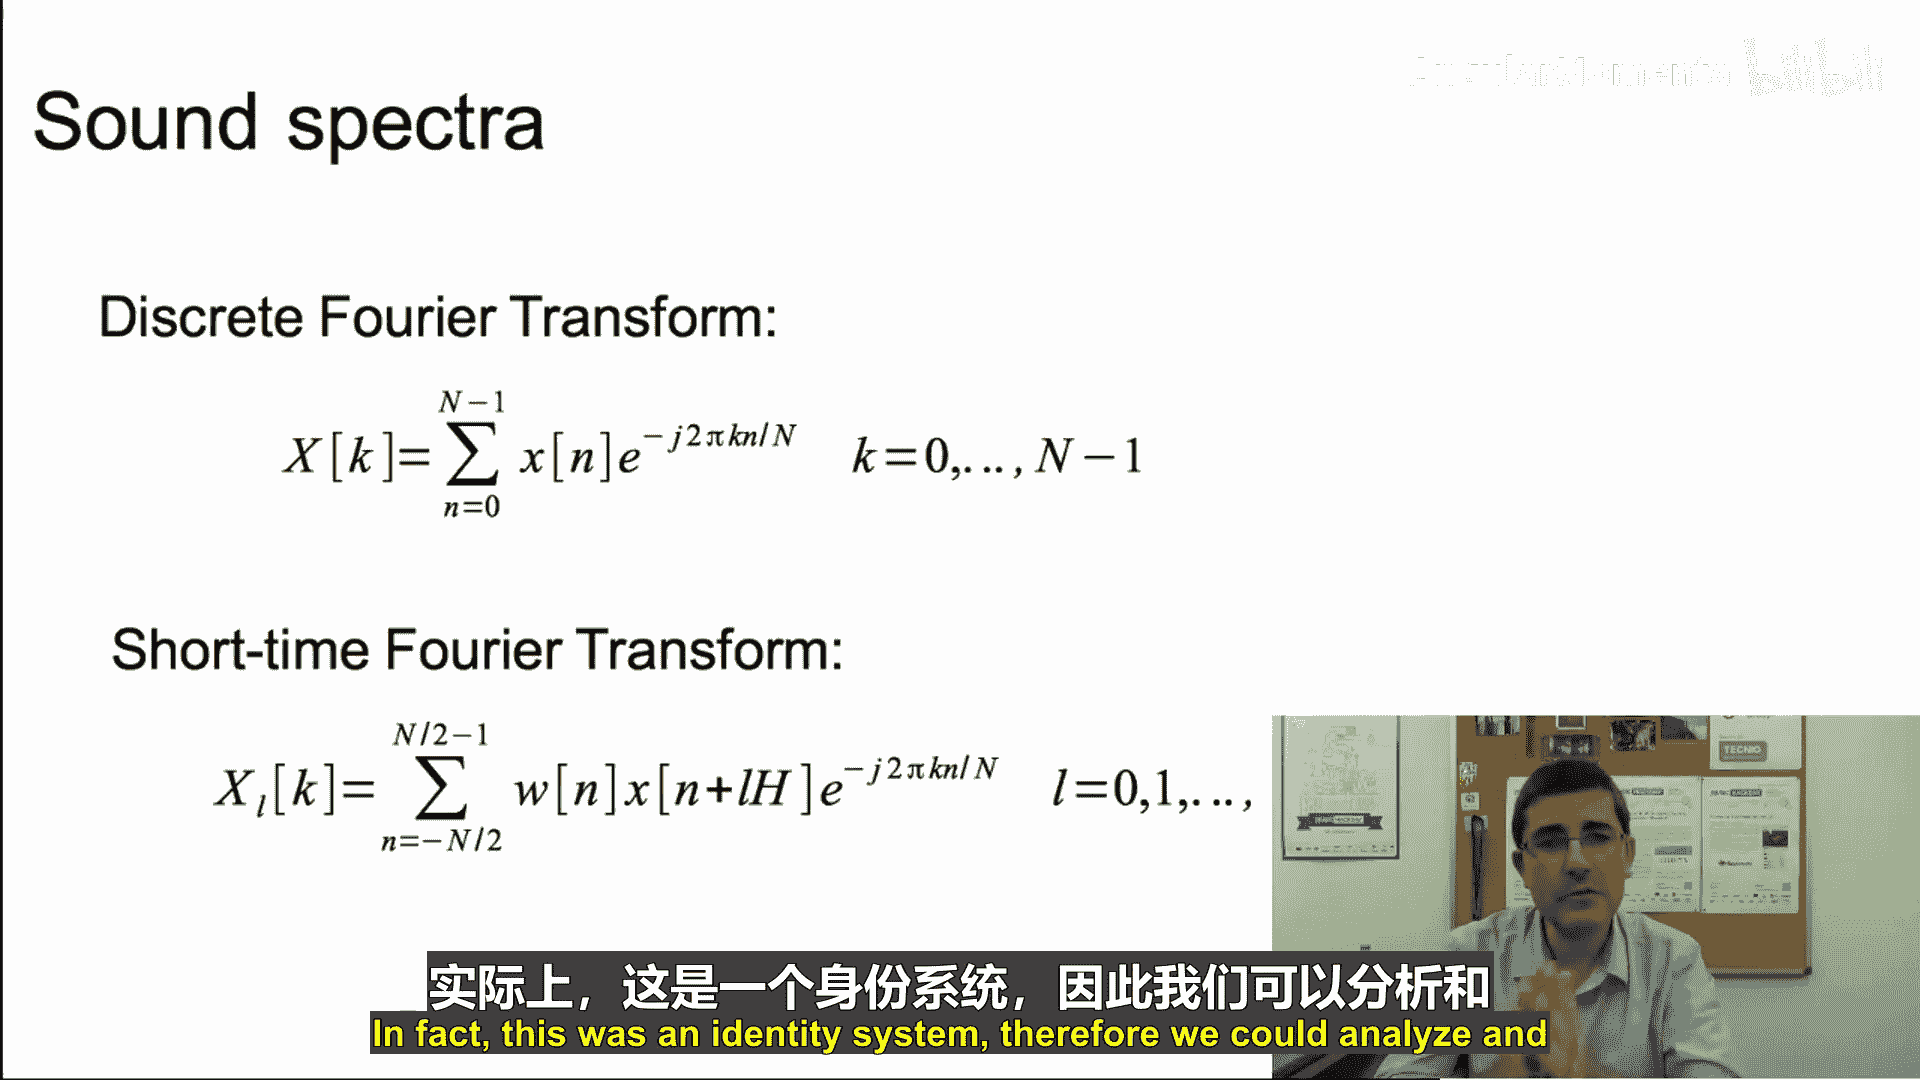 bilibili
Sound spectra
Discrete Fourier Transform:
X[k]=∑_{n=0}^{N−1} x[n]e^{−j2πkn/N} k=0,...,N−1
Short-time Fourier Transform:
X_l[k]=∑_{n=−N/2}^{N/2−1} w[n]x[n+lH]e^{−j2πkn/N} l=0,1,...,
TECNIO
实际上，这是一个身份系统，因此我们可以分析和
In fact, this was an identity system, therefore we could analyze and